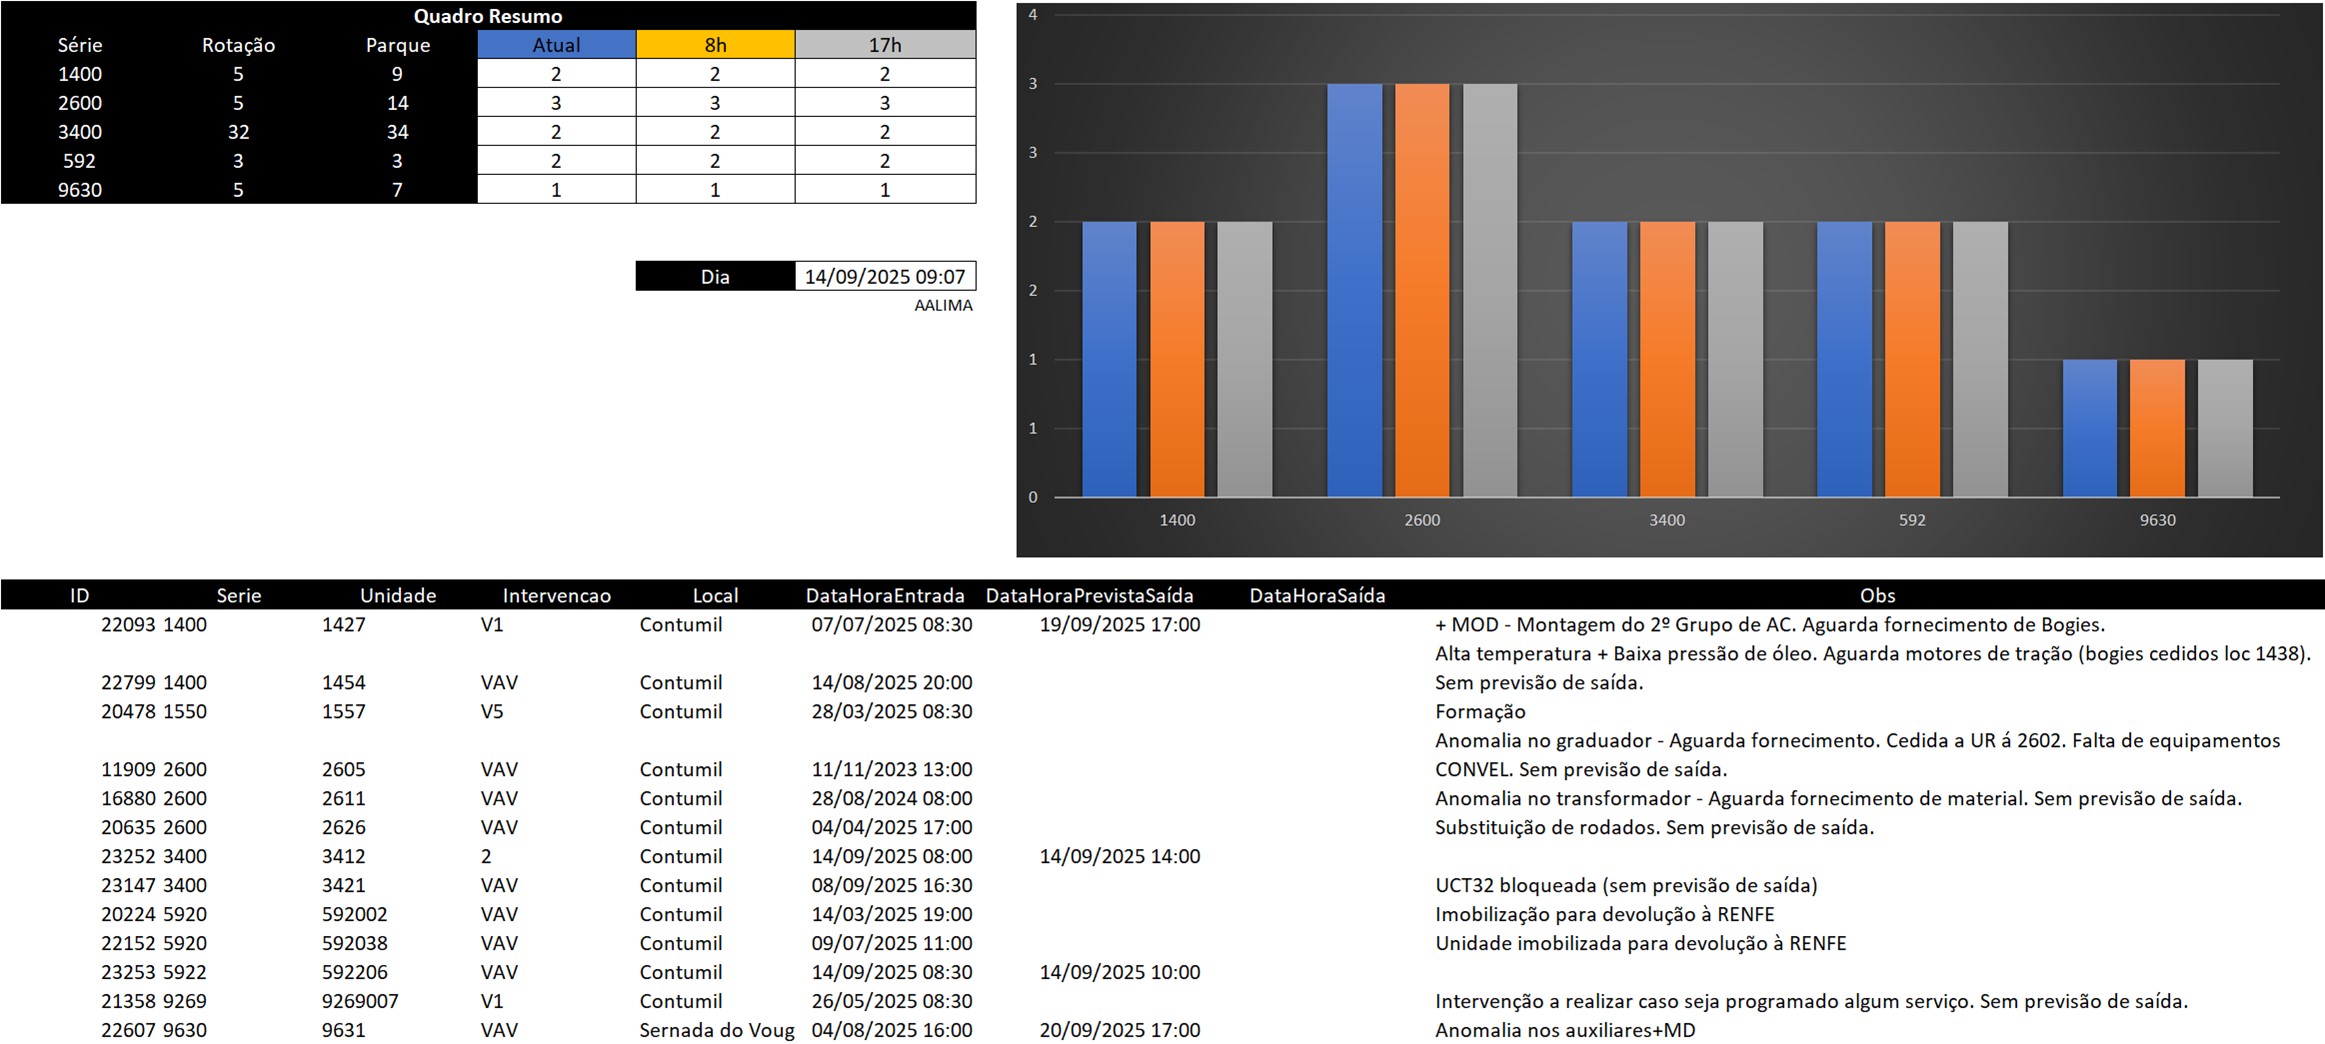 Quadro Resumo
Série Rotação Parque Atual 8h 17h
1400 5 9 2 2 2
2600 5 14 3 3 3
3400 32 34 2 2 2
592 3 3 2 2 2
9630 5 7 1 1 1
Dia 14/09/2025 09:07
AALIMA
4
3
3
2
2
1
1
0
1400 2600 3400 592 9630
ID Serie Unidade Intervencao Local DataHoraEntrada DataHoraPrevistaSaída DataHoraSaída Obs
22093 1400 1427 V1 Contumil 07/07/2025 08:30 19/09/2025 17:00 + MOD - Montagem do 2º Grupo de AC. Aguarda fornecimento de Bogies.
Alta temperatura + Baixa pressão de óleo. Aguarda motores de tração (bogies cedidos loc 1438).
22799 1400 1454 VAV Contumil 14/08/2025 20:00 Sem previsão de saída.
20478 1550 1557 V5 Contumil 28/03/2025 08:30 Formação
Anomalia no graduador - Aguarda fornecimento. Cedida a UR á 2602. Falta de equipamentos
11909 2600 2605 VAV Contumil 11/11/2023 13:00 CONVEL. Sem previsão de saída.
16880 2600 2611 VAV Contumil 28/08/2024 08:00 Anomalia no transformador - Aguarda fornecimento de material. Sem previsão de saída.
20635 2600 2626 VAV Contumil 04/04/2025 17:00 Substituição de rodados. Sem previsão de saída.
23252 3400 3412 2 Contumil 14/09/2025 08:00 14/09/2025 14:00
23147 3400 3421 VAV Contumil 08/09/2025 16:30 UCT32 bloqueada (sem previsão de saída)
20224 5920 592002 VAV Contumil 14/03/2025 19:00 Imobilização para devolução à RENFE
22152 5920 592038 VAV Contumil 09/07/2025 11:00 Unidade imobilizada para devolução à RENFE
23253 5922 592206 VAV Contumil 14/09/2025 08:30 14/09/2025 10:00
21358 9269 9269007 V1 Contumil 26/05/2025 08:30 Intervenção a realizar caso seja programado algum serviço. Sem previsão de saída.
22607 9630 9631 VAV Sernada do Voug 04/08/2025 16:00 20/09/2025 17:00 Anomalia nos auxiliares+MD